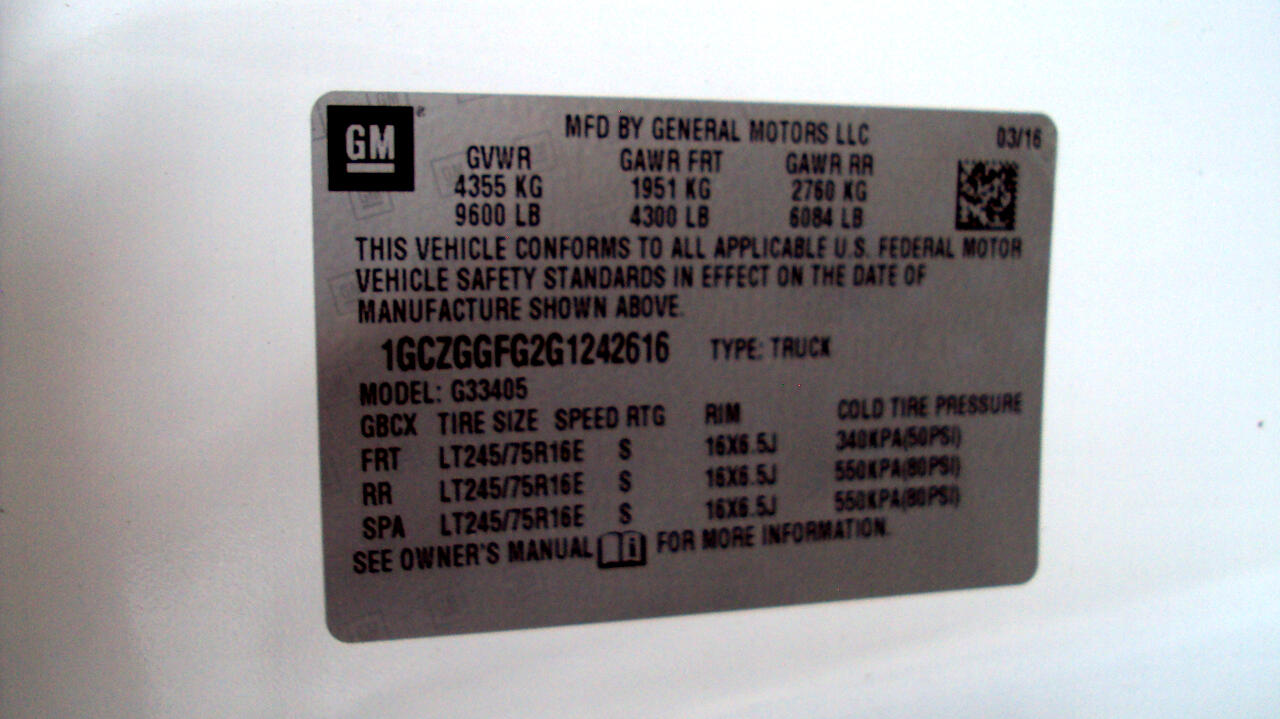 GM
MFD BY GENERAL MOTORS LLC 03/16
GVWR GAWR FRT GAWR RR
4355 KG 1951 KG 2760 KG
9600 LB 4300 LB 6084 LB
THIS VEHICLE CONFORMS TO ALL APPLICABLE U.S. FEDERAL MOTOR
VEHICLE SAFETY STANDARDS IN EFFECT ON THE DATE OF
MANUFACTURE SHOWN ABOVE.
1GCZGGFG2G1242616 TYPE: TRUCK
MODEL: G33405
GBCX TIRE SIZE SPEED RTG RIM COLD TIRE PRESSURE
FRT LT245/75R16E S 16X6.5J 340KPA(50PSI)
RR LT245/75R16E S 16X6.5J 550KPA(80PSI)
SPA LT245/75R16E S 16X6.5J 550KPA(80PSI)
SEE OWNER'S MANUAL FOR MORE INFORMATION.